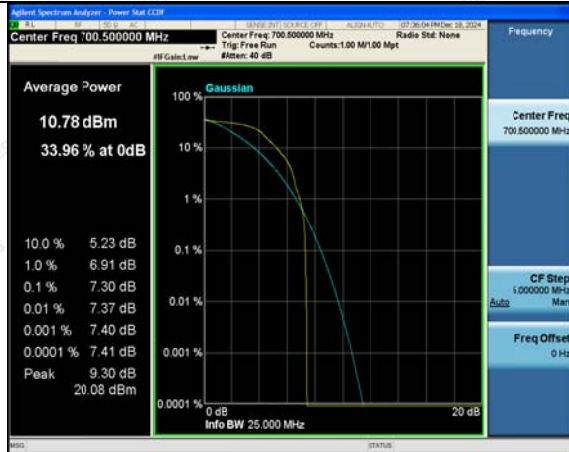 Agilent Spectrum Analyzer - Power Stat CCDF
RL RF 50 Ω AC SENSE:INT SOURCE OFF ALIGN AUTO 07:36:04 PM Dec 18, 2024
Center Freq 700.500000 MHz
Center Freq: 700.500000 MHz Radio Std: None
Trig: Free Run Counts:1.00 M/1.00 Mpt
#IFGain:Low #Atten: 40 dB
Frequency
Average Power
10.78 dBm
33.96 % at 0dB
10.0 % 5.23 dB
1.0 % 6.91 dB
0.1 % 7.30 dB
0.01 % 7.37 dB
0.001 % 7.40 dB
0.0001 % 7.41 dB
Peak 9.30 dB
20.08 dBm
Gaussian
100 %
10 %
1 %
0.1 %
0.01 %
0.001 %
0.0001 %
0 dB 20 dB
Info BW 25.000 MHz
Center Freq
700.500000 MHz
CF Step
5.000000 MHz
Auto Man
Freq Offset
0 Hz
MSG STATUS